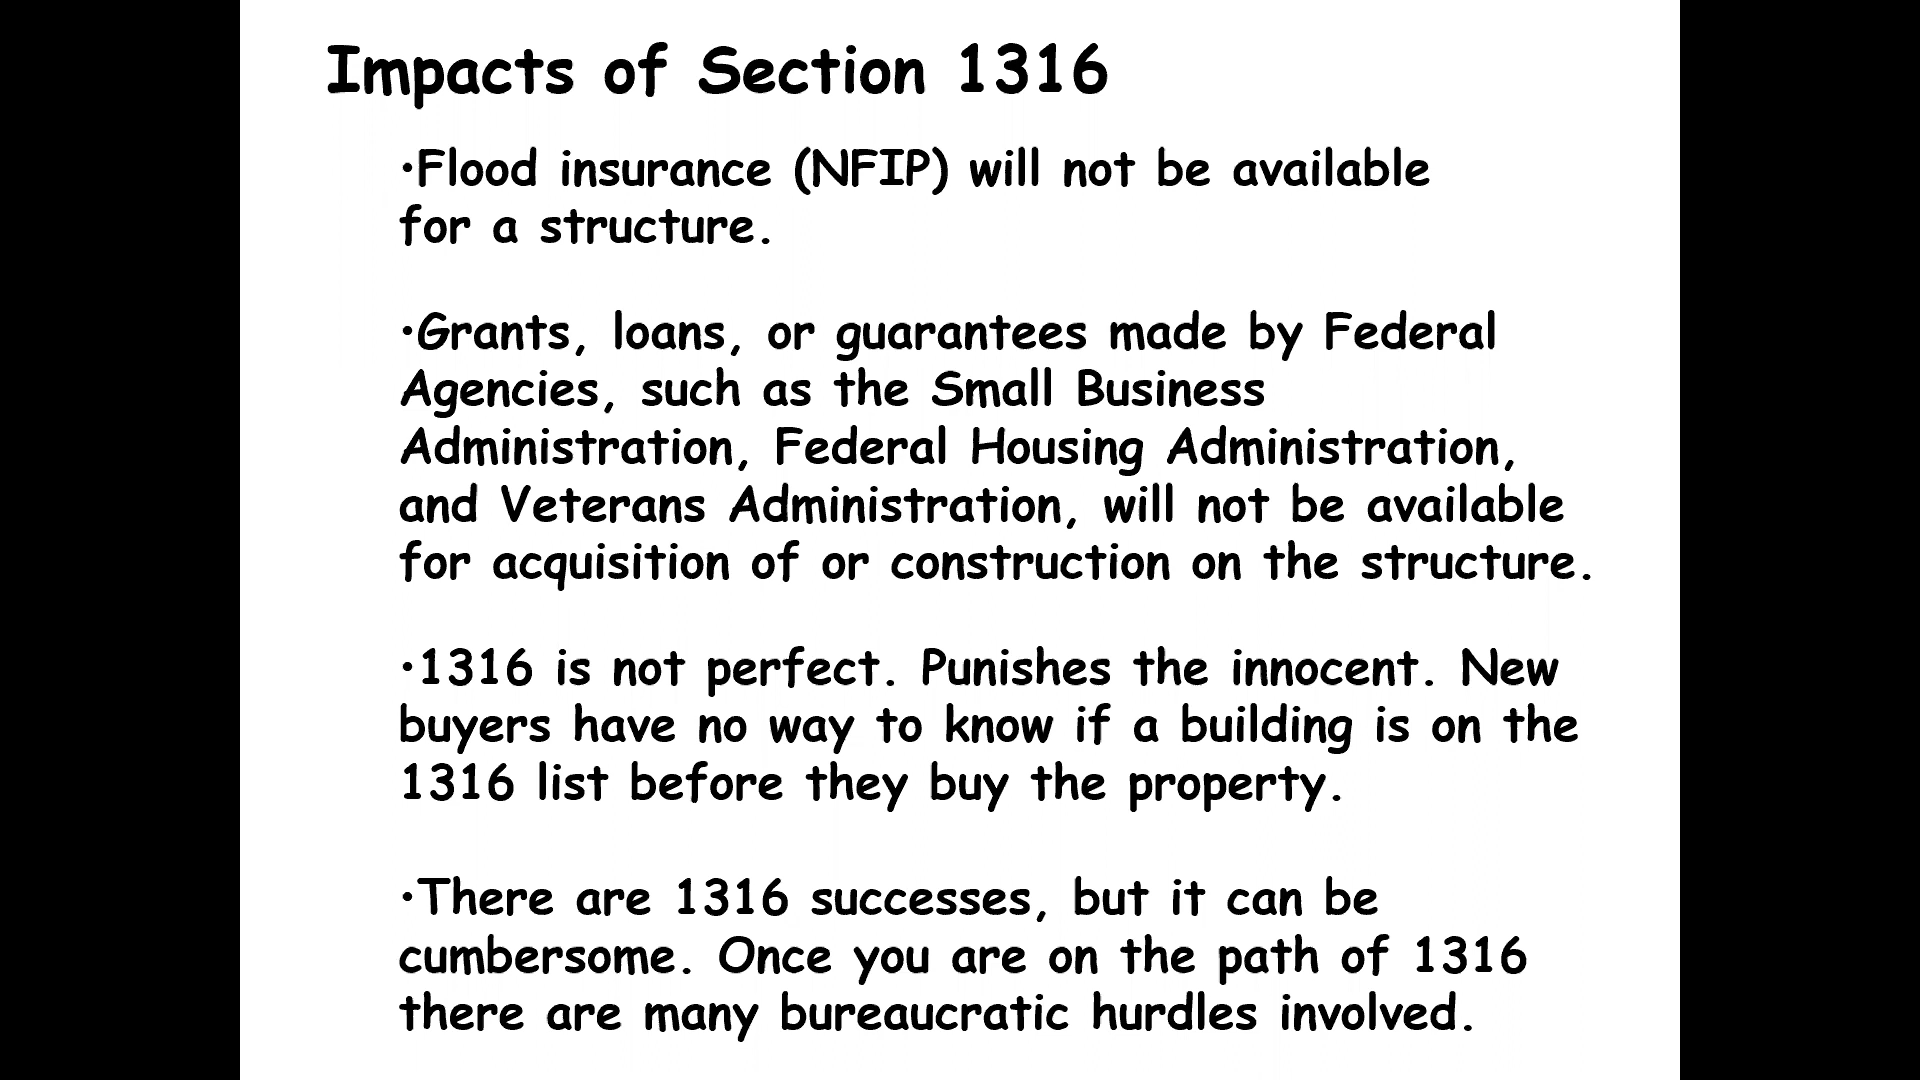 Impacts of Section 1316
•Flood insurance (NFIP) will not be available
for a structure.
•Grants, loans, or guarantees made by Federal
Agencies, such as the Small Business
Administration, Federal Housing Administration,
and Veterans Administration, will not be available
for acquisition of or construction on the structure.
•1316 is not perfect. Punishes the innocent. New
buyers have no way to know if a building is on the
1316 list before they buy the property.
•There are 1316 successes, but it can be
cumbersome. Once you are on the path of 1316
there are many bureaucratic hurdles involved.